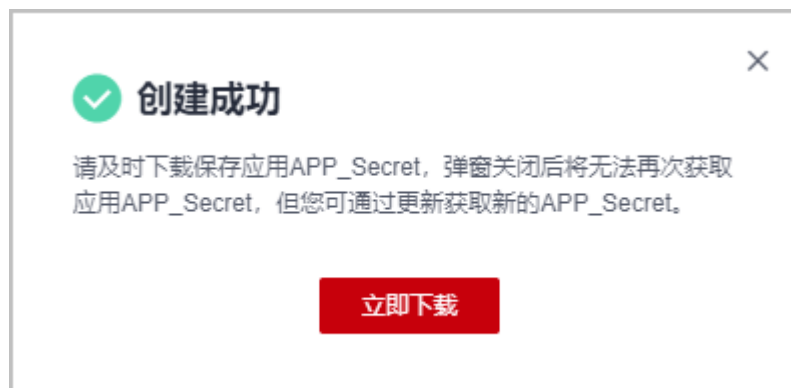 创建成功
请及时下载保存应用APP_Secret，弹窗关闭后将无法再次获取
应用APP_Secret，但您可通过更新获取新的APP_Secret。
立即下载